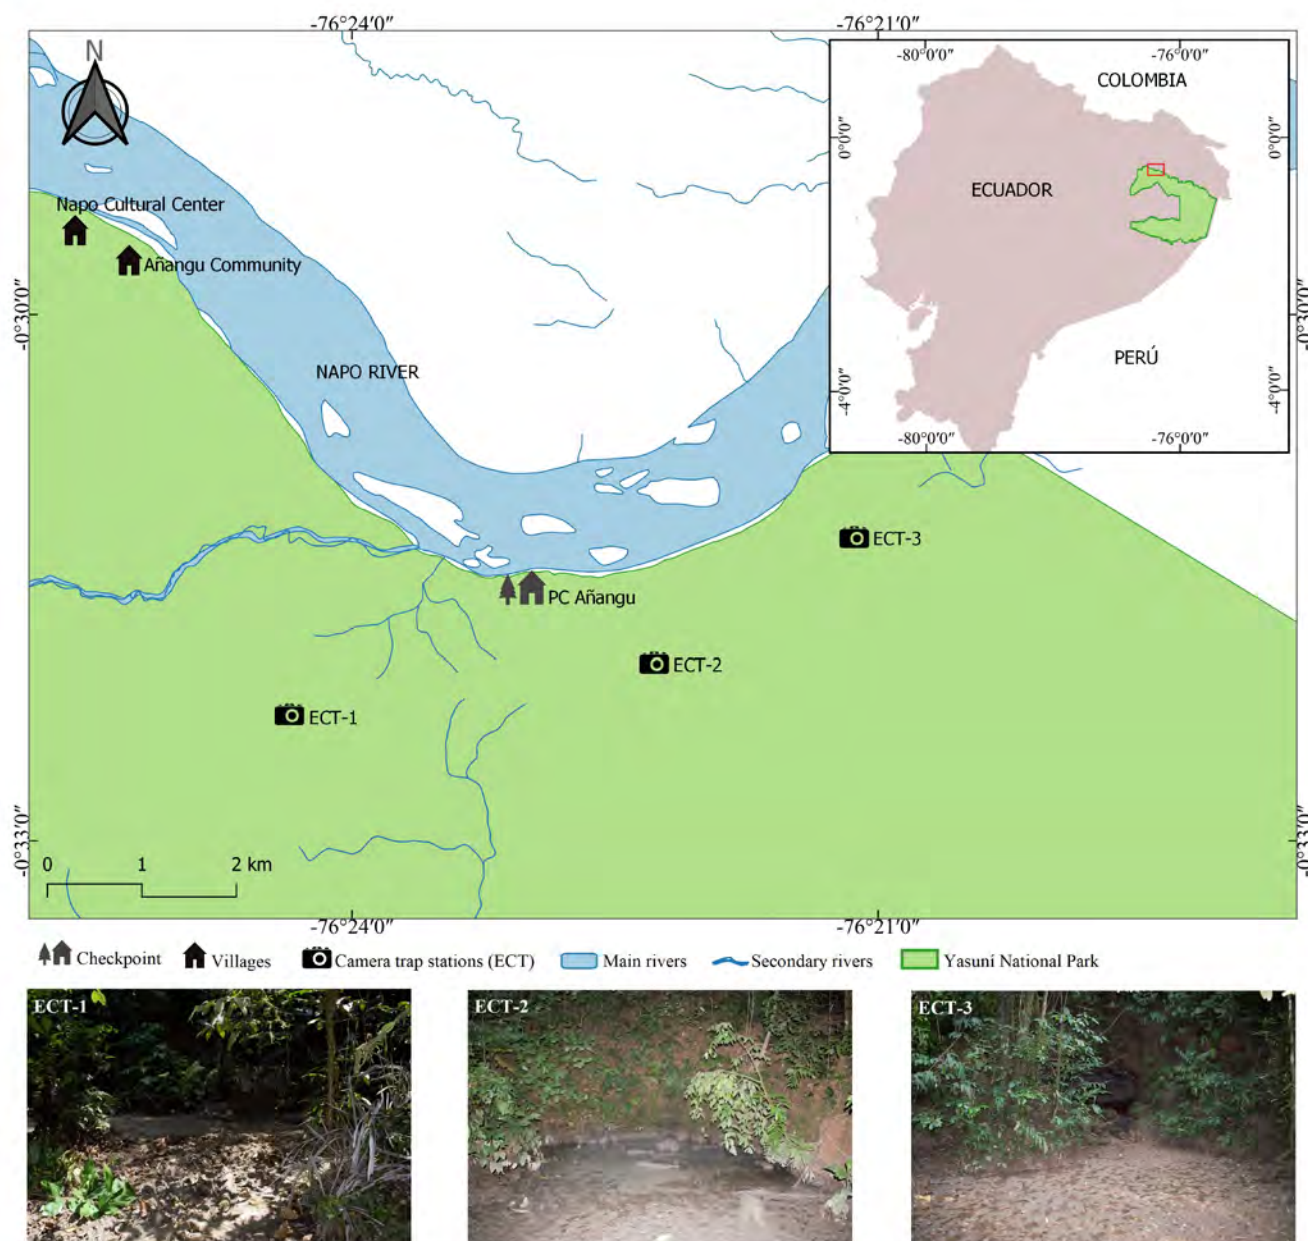 -76°24'0"
-76°21'0"
N
-80°0'0"
-76°0'0"
COLOMBIA
0°0'0"
0°0'0"
ECUADOR
Napo Cultural Center
Añangu Community
-0°30'0"
-0°30'0"
NAPO RIVER
PERÚ
-4°0'0"
-4°0'0"
-80°0'0"
-76°0'0"
ECT-3
PC Añangu
ECT-2
ECT-1
-0°33'0"
-0°33'0"
0 1 2 km
-76°24'0"
-76°21'0"
Checkpoint Villages Camera trap stations (ECT) Main rivers Secondary rivers Yasuní National Park
ECT-1
ECT-2
ECT-3